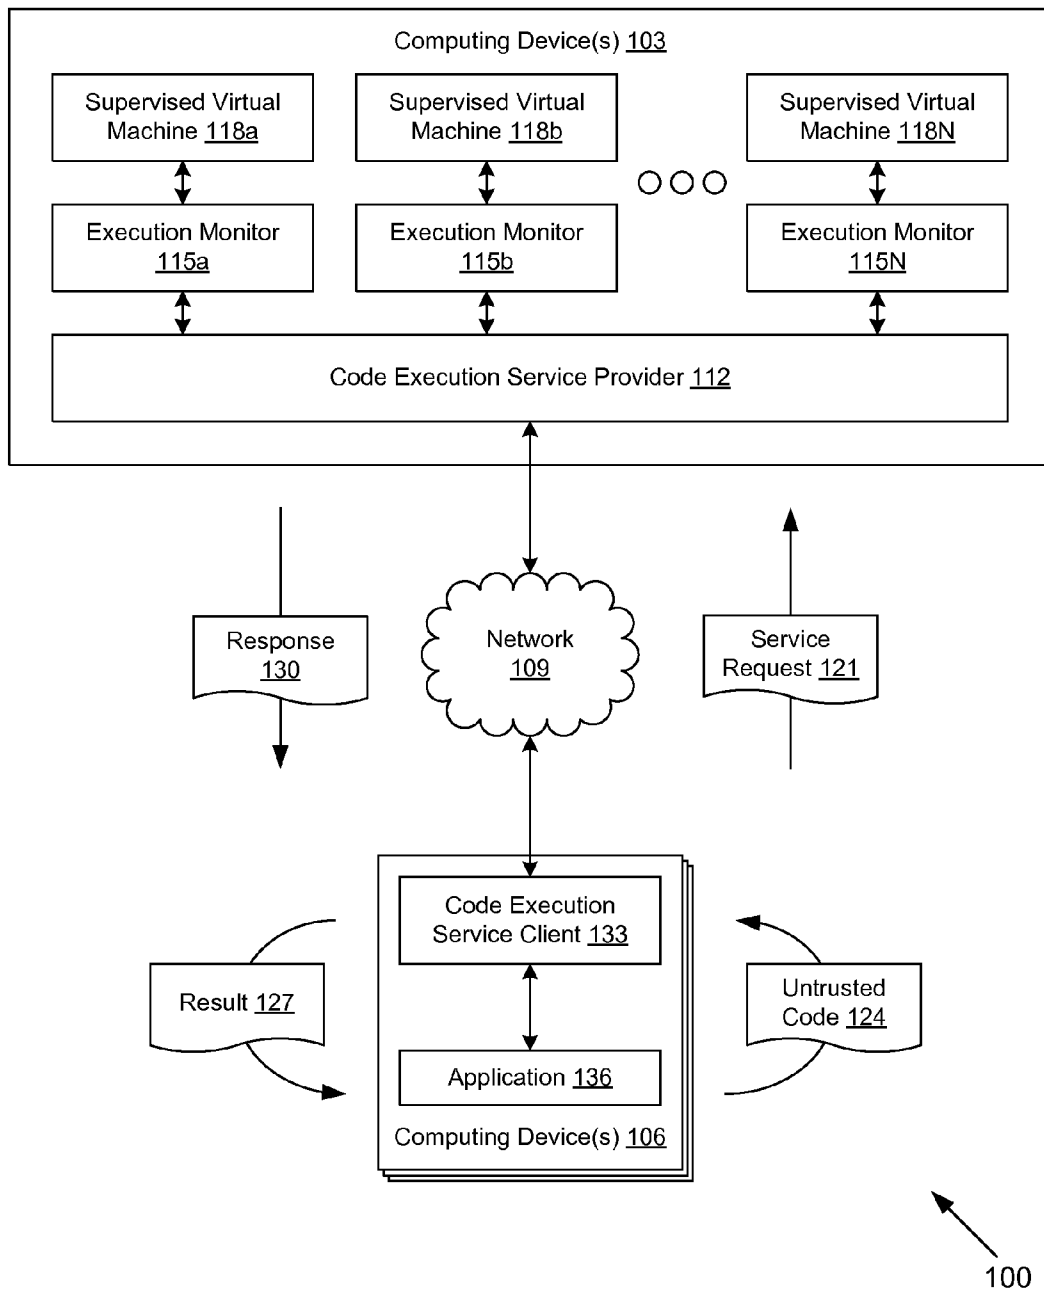 Computing Device(s) 103
Supervised Virtual
Machine 118a
Supervised Virtual
Machine 118b
Supervised Virtual
Machine 118N
Execution Monitor
115a
Execution Monitor
115b
Execution Monitor
115N
Code Execution Service Provider 112
Response
130
Network
109
Service
Request 121
Code Execution
Service Client 133
Result 127
Untrusted
Code 124
Application 136
Computing Device(s) 106
100